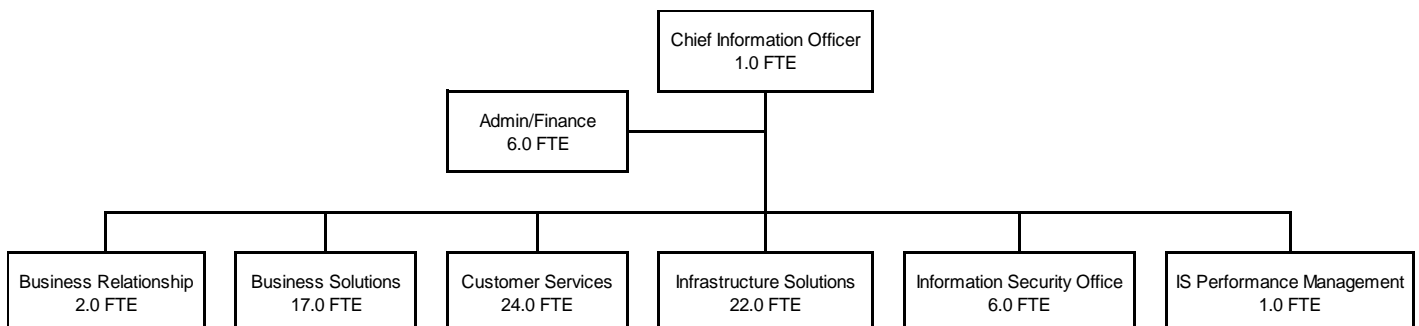 Chief Information Officer
1.0 FTE
Admin/Finance
6.0 FTE
Business Relationship
2.0 FTE
Business Solutions
17.0 FTE
Customer Services
24.0 FTE
Infrastructure Solutions
22.0 FTE
Information Security Office
6.0 FTE
IS Performance Management
1.0 FTE